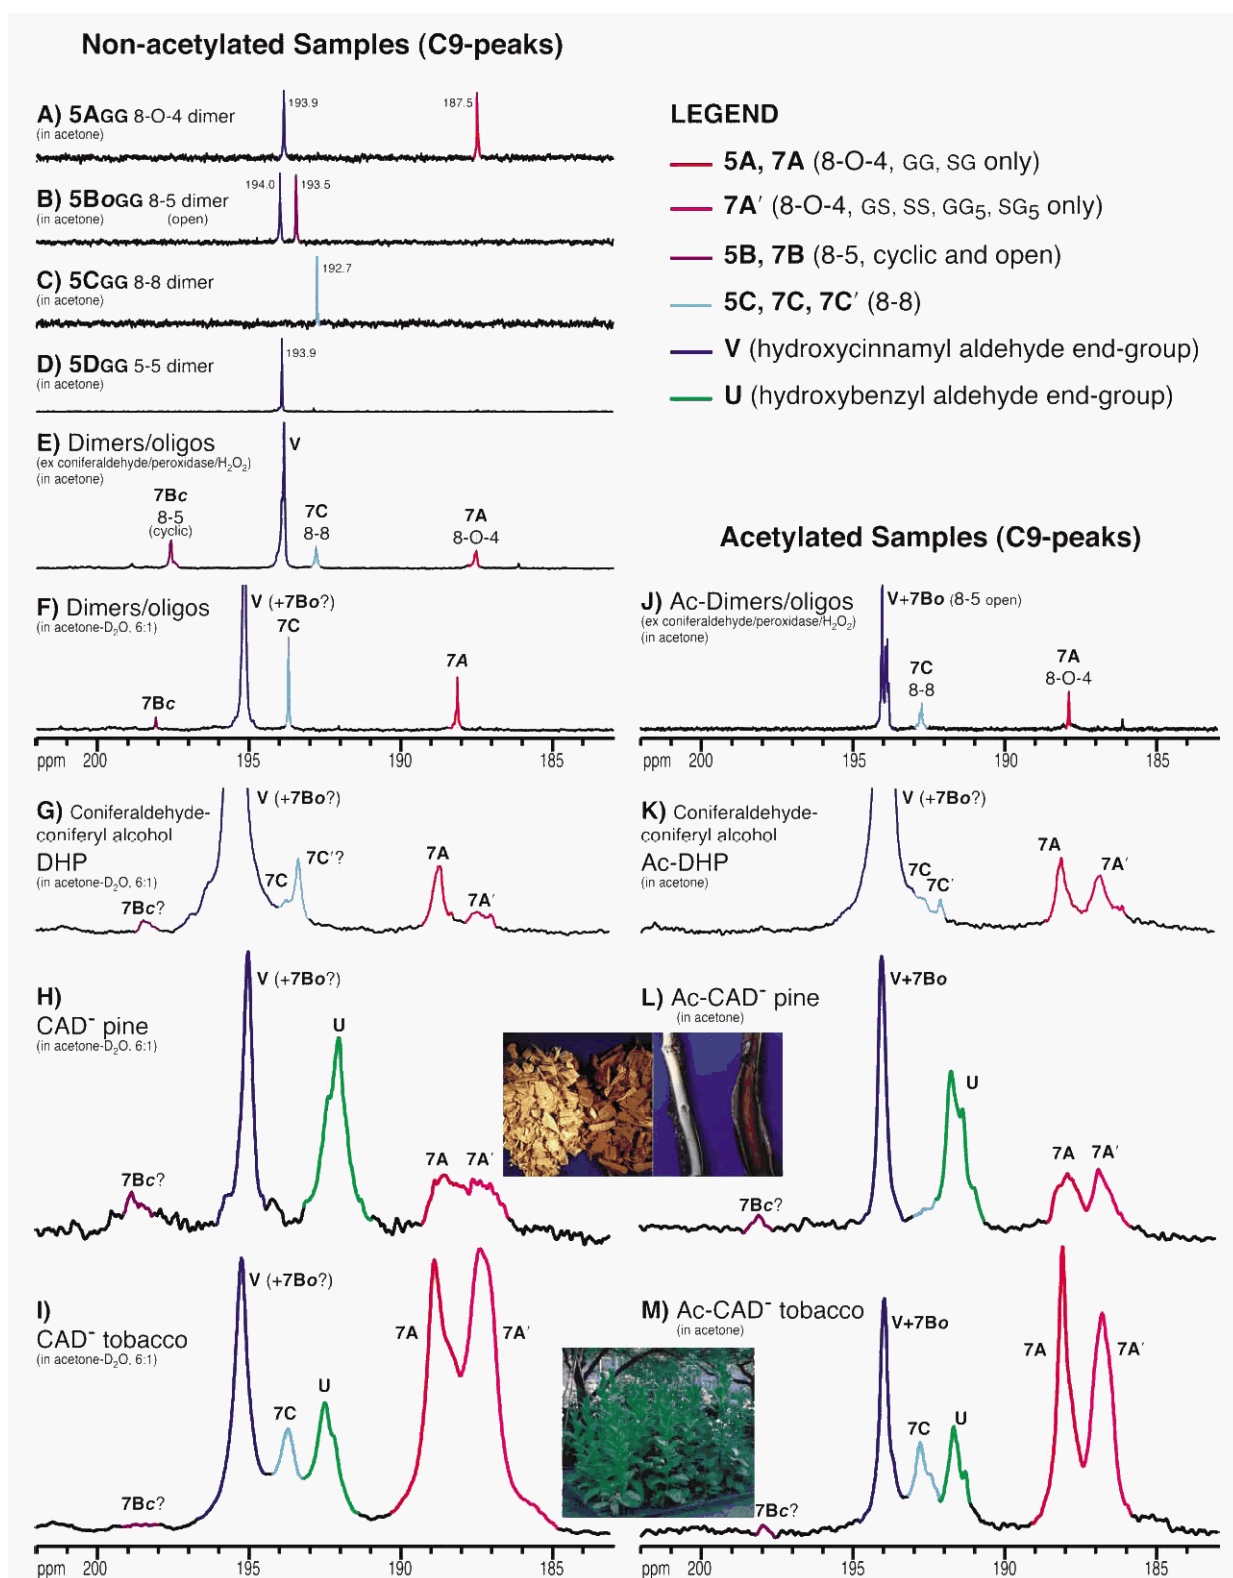 Non-acetylated Samples (C9-peaks)
A) 5AGG 8-O-4 dimer
(in acetone)
193.9
187.5
B) 5BoGG 8-5 dimer
(in acetone) (open)
194.0
193.5
C) 5CGG 8-8 dimer
(in acetone)
192.7
D) 5DGG 5-5 dimer
(in acetone)
193.9
E) Dimers/oligos
(ex coniferaldehyde/peroxidase/H₂O₂)
(in acetone)
V
7Bc
8-5
(cyclic)
7C
8-8
7A
8-O-4
F) Dimers/oligos
(in acetone-D₂O, 6:1)
V (+7Bo?)
7C
7A
7Bc
ppm 200 195 190 185
G) Coniferaldehyde-
coniferyl alcohol
DHP
(in acetone-D₂O, 6:1)
V (+7Bo?)
7C
7C′?
7A
7A′
7Bc?
H)
CAD⁻ pine
(in acetone-D₂O, 6:1)
V (+7Bo?)
U
7A
7A′
7Bc?
I)
CAD⁻ tobacco
(in acetone-D₂O, 6:1)
V (+7Bo?)
7C
U
7A
7A′
7Bc?
ppm 200 195 190 185
LEGEND
5A, 7A (8-O-4, GG, SG only)
7A′ (8-O-4, GS, SS, GG₅, SG₅ only)
5B, 7B (8-5, cyclic and open)
5C, 7C, 7C′ (8-8)
V (hydroxycinnamyl aldehyde end-group)
U (hydroxybenzyl aldehyde end-group)
Acetylated Samples (C9-peaks)
J) Ac-Dimers/oligos
(ex coniferaldehyde/peroxidase/H₂O₂)
(in acetone)
V+7Bo (8-5 open)
7C
8-8
7A
8-O-4
ppm 200 195 190 185
K) Coniferaldehyde-
coniferyl alcohol
Ac-DHP
(in acetone)
V (+7Bo?)
7C
7C′
7A
7A′
L) Ac-CAD⁻ pine
(in acetone)
V+7Bo
U
7A
7A′
7Bc?
M) Ac-CAD⁻ tobacco
(in acetone)
V+7Bo
7C
U
7A
7A′
7Bc?
ppm 200 195 190 185